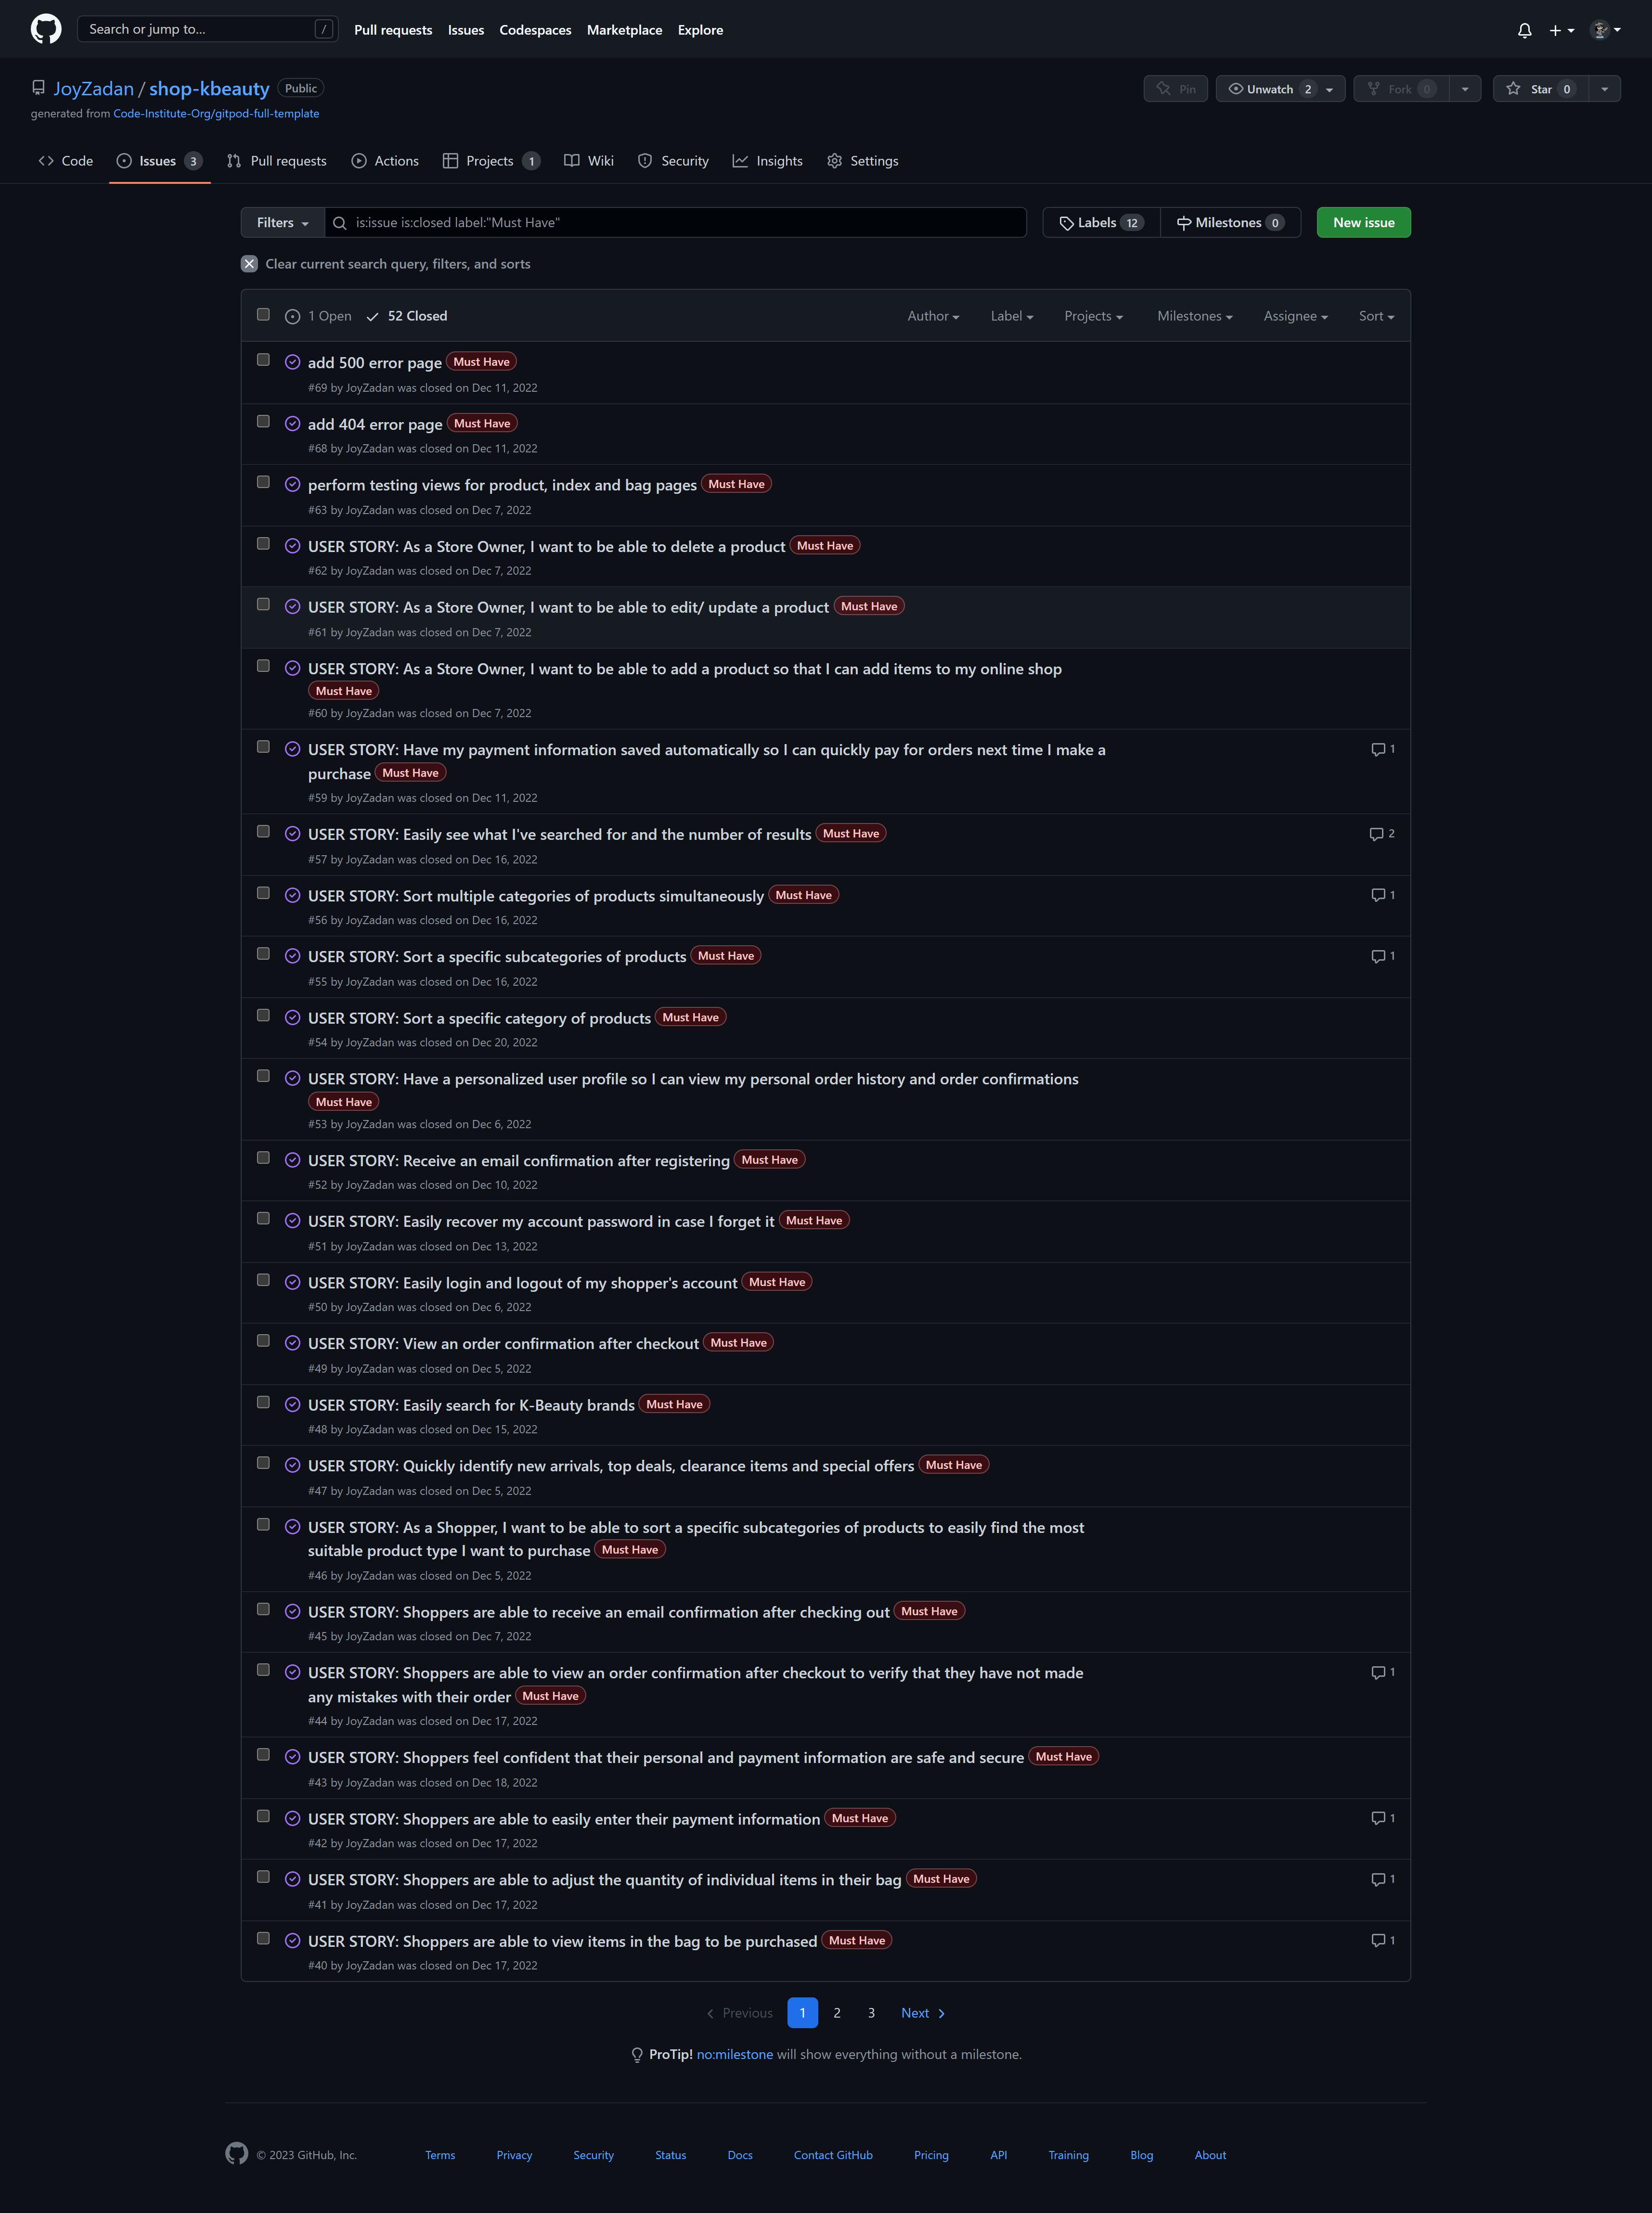 Search or jump to... /
Pull requests Issues Codespaces Marketplace Explore
JoyZadan / shop-kbeauty Public
Pin Unwatch 2 Fork 0 Star 0
generated from Code-Institute-Org/gitpod-full-template
Code Issues 3 Pull requests Actions Projects 1 Wiki Security Insights Settings
Filters is:issue is:closed label:"Must Have" Labels 12 Milestones 0 New issue
Clear current search query, filters, and sorts
1 Open 52 Closed Author Label Projects Milestones Assignee Sort
add 500 error page Must Have
#69 by JoyZadan was closed on Dec 11, 2022
add 404 error page Must Have
#68 by JoyZadan was closed on Dec 11, 2022
perform testing views for product, index and bag pages Must Have
#63 by JoyZadan was closed on Dec 7, 2022
USER STORY: As a Store Owner, I want to be able to delete a product Must Have
#62 by JoyZadan was closed on Dec 7, 2022
USER STORY: As a Store Owner, I want to be able to edit/ update a product Must Have
#61 by JoyZadan was closed on Dec 7, 2022
USER STORY: As a Store Owner, I want to be able to add a product so that I can add items to my online shop
Must Have
#60 by JoyZadan was closed on Dec 7, 2022
USER STORY: Have my payment information saved automatically so I can quickly pay for orders next time I make a 1
purchase Must Have
#59 by JoyZadan was closed on Dec 11, 2022
USER STORY: Easily see what I've searched for and the number of results Must Have 2
#57 by JoyZadan was closed on Dec 16, 2022
USER STORY: Sort multiple categories of products simultaneously Must Have 1
#56 by JoyZadan was closed on Dec 16, 2022
USER STORY: Sort a specific subcategories of products Must Have 1
#55 by JoyZadan was closed on Dec 16, 2022
USER STORY: Sort a specific category of products Must Have
#54 by JoyZadan was closed on Dec 20, 2022
USER STORY: Have a personalized user profile so I can view my personal order history and order confirmations
Must Have
#53 by JoyZadan was closed on Dec 6, 2022
USER STORY: Receive an email confirmation after registering Must Have
#52 by JoyZadan was closed on Dec 10, 2022
USER STORY: Easily recover my account password in case I forget it Must Have
#51 by JoyZadan was closed on Dec 13, 2022
USER STORY: Easily login and logout of my shopper's account Must Have
#50 by JoyZadan was closed on Dec 6, 2022
USER STORY: View an order confirmation after checkout Must Have
#49 by JoyZadan was closed on Dec 5, 2022
USER STORY: Easily search for K-Beauty brands Must Have
#48 by JoyZadan was closed on Dec 15, 2022
USER STORY: Quickly identify new arrivals, top deals, clearance items and special offers Must Have
#47 by JoyZadan was closed on Dec 5, 2022
USER STORY: As a Shopper, I want to be able to sort a specific subcategories of products to easily find the most
suitable product type I want to purchase Must Have
#46 by JoyZadan was closed on Dec 5, 2022
USER STORY: Shoppers are able to receive an email confirmation after checking out Must Have
#45 by JoyZadan was closed on Dec 7, 2022
USER STORY: Shoppers are able to view an order confirmation after checkout to verify that they have not made 1
any mistakes with their order Must Have
#44 by JoyZadan was closed on Dec 17, 2022
USER STORY: Shoppers feel confident that their personal and payment information are safe and secure Must Have
#43 by JoyZadan was closed on Dec 18, 2022
USER STORY: Shoppers are able to easily enter their payment information Must Have 1
#42 by JoyZadan was closed on Dec 17, 2022
USER STORY: Shoppers are able to adjust the quantity of individual items in their bag Must Have 1
#41 by JoyZadan was closed on Dec 17, 2022
USER STORY: Shoppers are able to view items in the bag to be purchased Must Have 1
#40 by JoyZadan was closed on Dec 17, 2022
Previous 1 2 3 Next
ProTip! no:milestone will show everything without a milestone.
© 2023 GitHub, Inc. Terms Privacy Security Status Docs Contact GitHub Pricing API Training Blog About